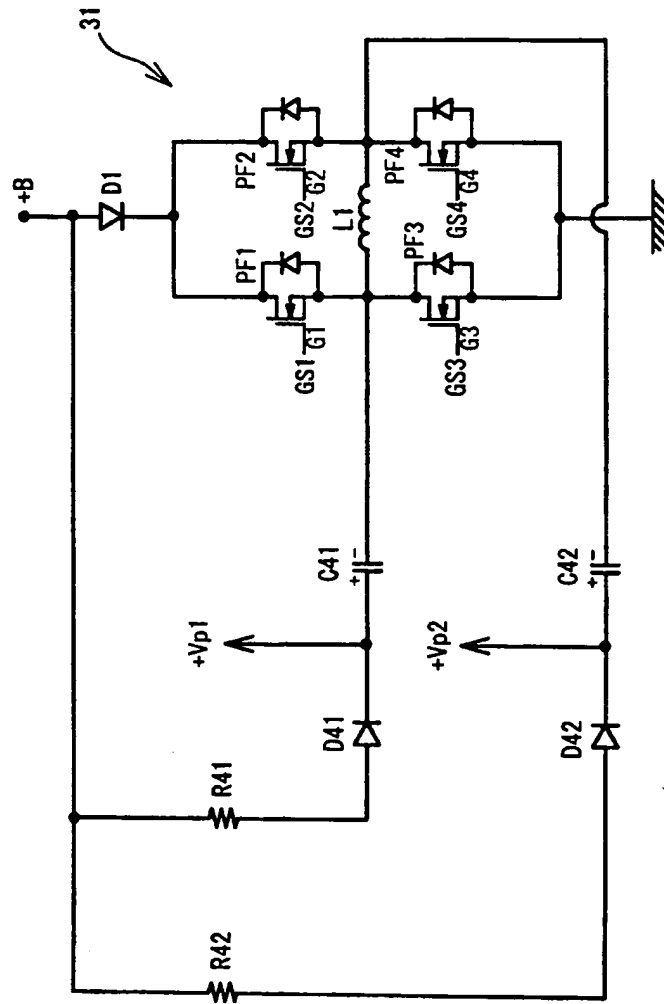 31
+B
D1
PF1
PF2
GS1
G1
GS2
G2
L1
PF3
PF4
GS3
G3
GS4
G4
C41
+
-
+Vp1
D41
R41
C42
+
-
+Vp2
D42
R42